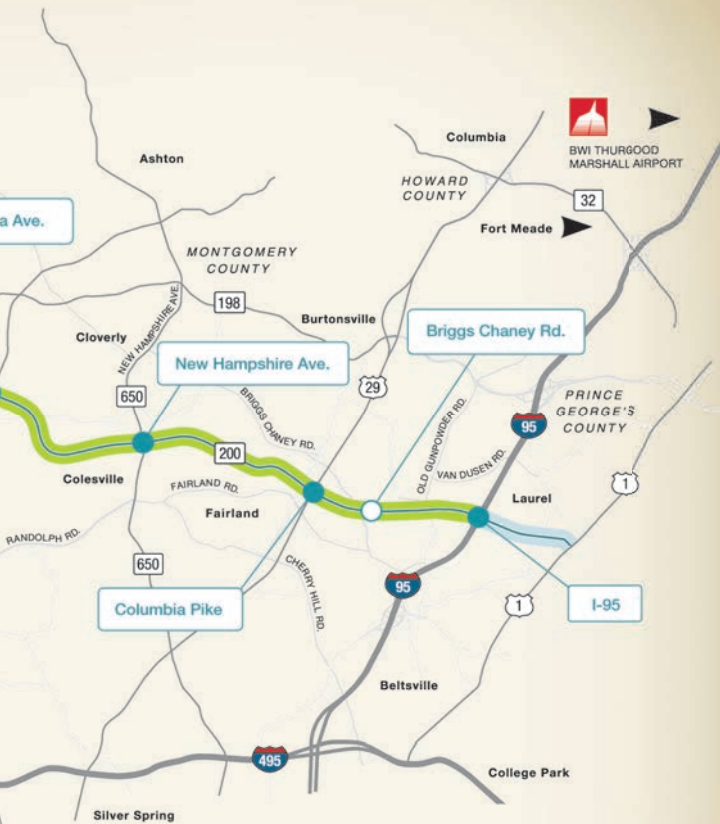 BWI THURGOOD
MARSHALL AIRPORT
Columbia
Ashton
HOWARD
COUNTY
32
a Ave.
Fort Meade
MONTGOMERY
COUNTY
198
Burtonsville
Briggs Chaney Rd.
Cloverly
NEW HAMPSHIRE AVE.
New Hampshire Ave.
29
650
BRIGGS CHANEY RD.
OLD GUNPOWDER RD.
PRINCE
GEORGE'S
COUNTY
95
200
VAN DUSEN RD.
Colesville
FAIRLAND RD.
1
Laurel
Fairland
RANDOLPH RD.
650
CHERRY HILL RD.
95
Columbia Pike
1
I-95
Beltsville
495
College Park
Silver Spring